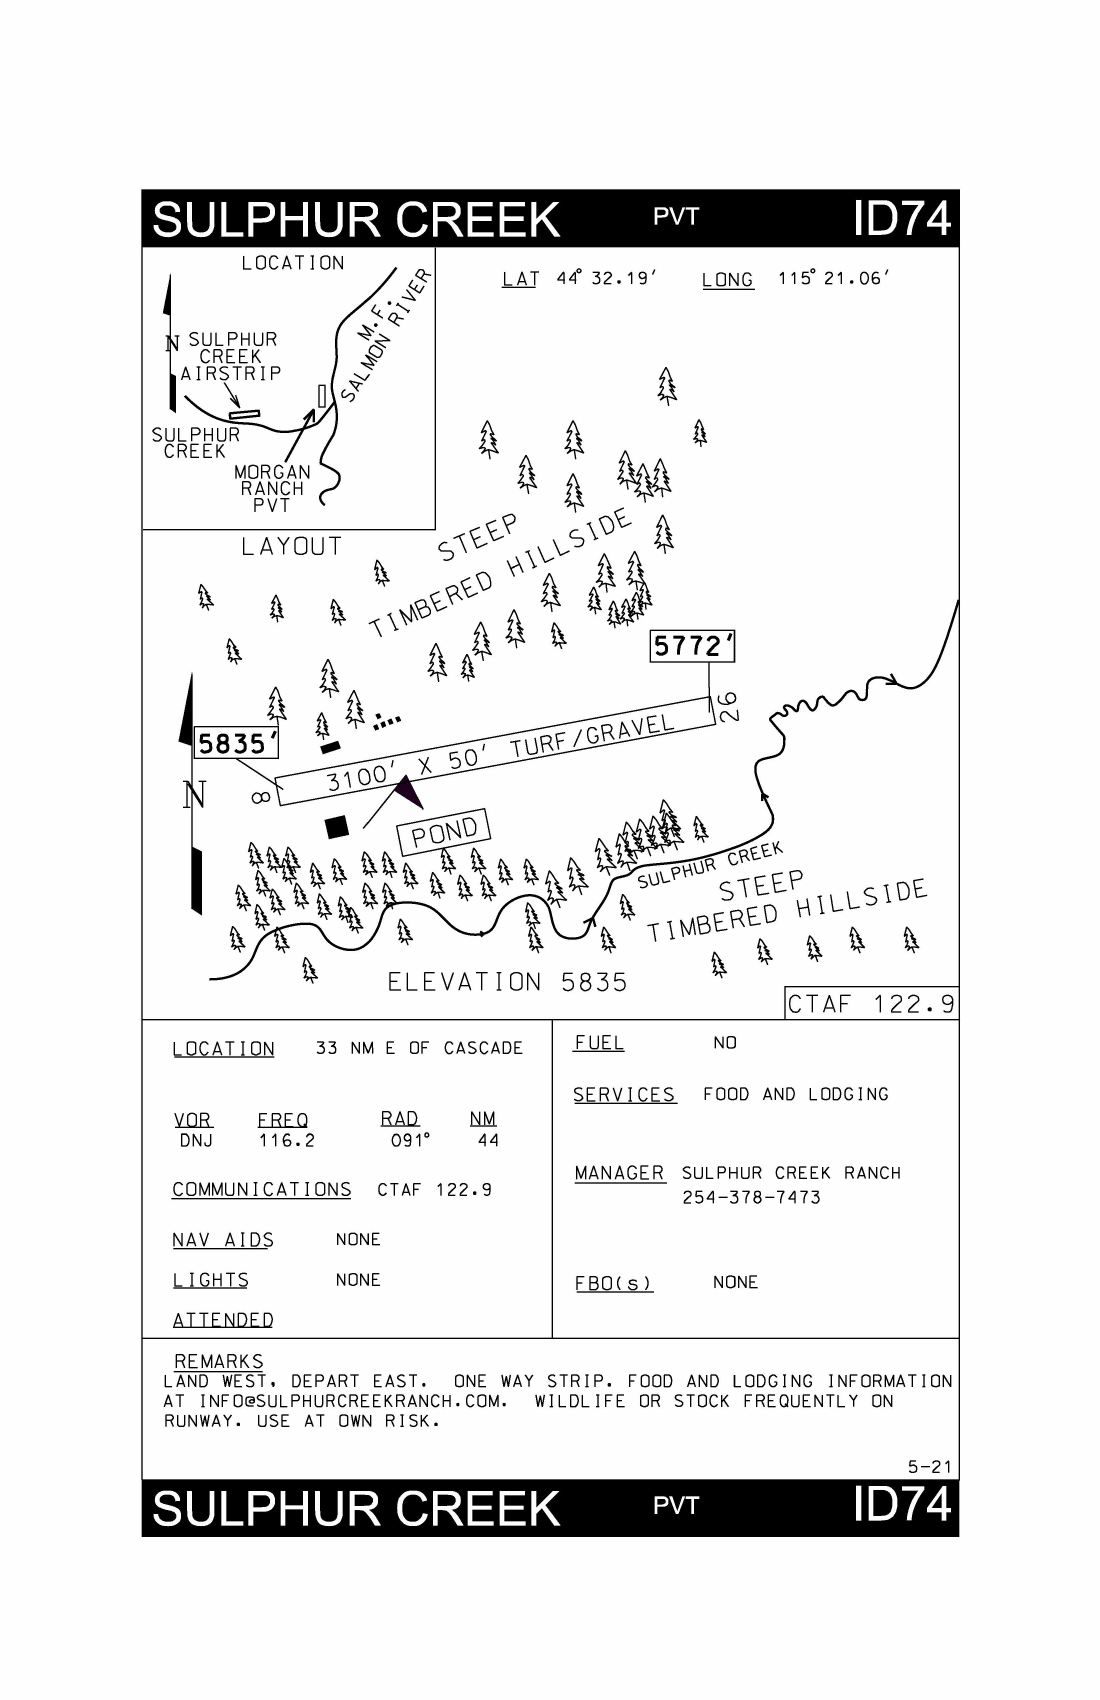 SULPHUR CREEK PVT ID74
LOCATION
M.F.
SALMON RIVER
N
SULPHUR
CREEK
AIRSTRIP
SULPHUR
CREEK
MORGAN
RANCH
PVT
LAT 44° 32.19' LONG 115° 21.06'
LAYOUT
STEEP
TIMBERED HILLSIDE
5772'
26
5835'
3100' X 50' TURF/GRAVEL
8
N
POND
SULPHUR CREEK
STEEP
TIMBERED HILLSIDE
ELEVATION 5835
CTAF 122.9
LOCATION 33 NM E OF CASCADE
VOR FREQ RAD NM
DNJ 116.2 091° 44
COMMUNICATIONS CTAF 122.9
NAV AIDS NONE
LIGHTS NONE
ATTENDED
FUEL NO
SERVICES FOOD AND LODGING
MANAGER SULPHUR CREEK RANCH
254-378-7473
FBO(s) NONE
REMARKS
LAND WEST, DEPART EAST. ONE WAY STRIP. FOOD AND LODGING INFORMATION
AT INFO@SULPHURCREEKRANCH.COM. WILDLIFE OR STOCK FREQUENTLY ON
RUNWAY. USE AT OWN RISK.
5-21
SULPHUR CREEK PVT ID74